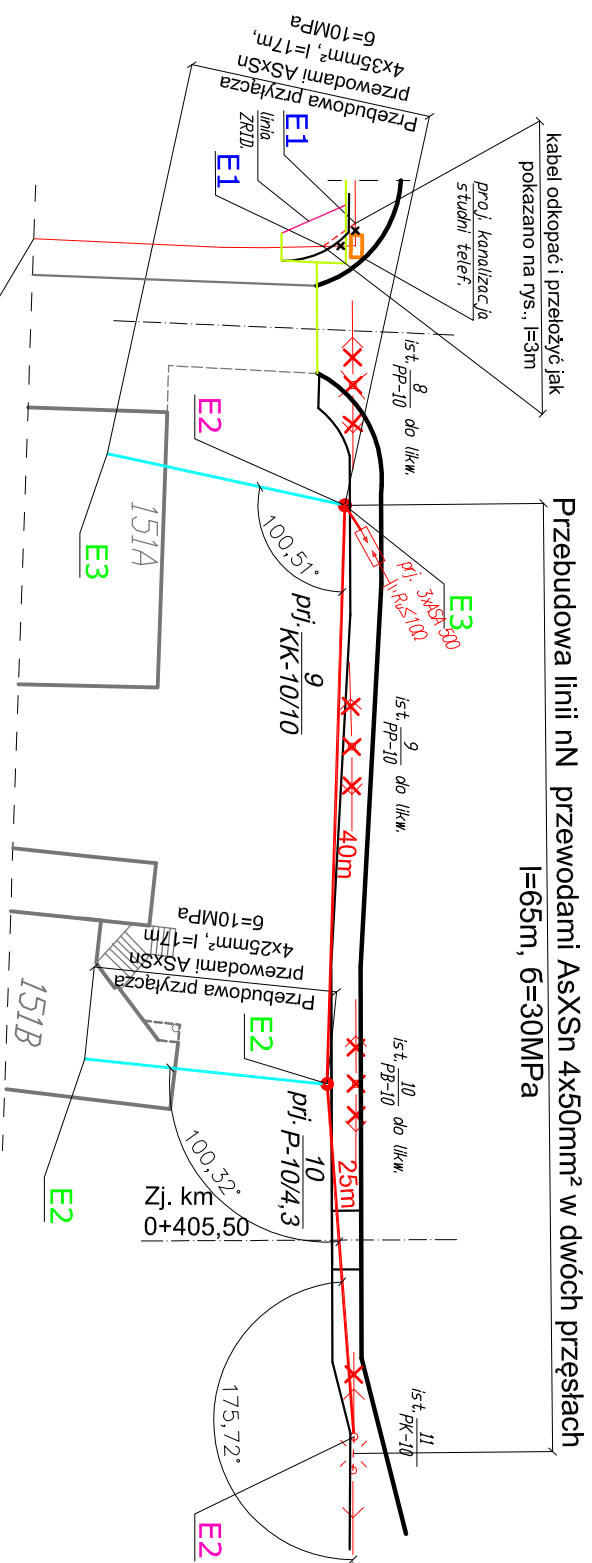 Przebudowa linii nN przewodami AsXSn 4x50mm² w dwóch przęsłach
l=65m, б=30MPa
kabel odkopać i przełożyć jak
pokazano na rys., l=3m
proj. kanalizacja
studni telef.
Przebudowa przyłącza
przewodami ASxSn
4x35mm², l=17m,
б=10MPa
E1
linia
ZRID.
E1
ist. 8
PP-10 do likw.
E2
E3
E3
prj. 3xASA 500
Ru≤10Ω
100,51°
9
prj. KK-10/10
151A
ist. 9
PP-10 do likw.
40m
Przebudowa przyłącza
przewodami ASxSn
4x25mm², l=17m
б=10MPa
151B
E2
E2
ist. 10
PB-10 do likw.
25m
10
prj. P-10/4,3
100,32°
Zj. km
0+405,50
175,72°
ist. 11
PK-10
E2